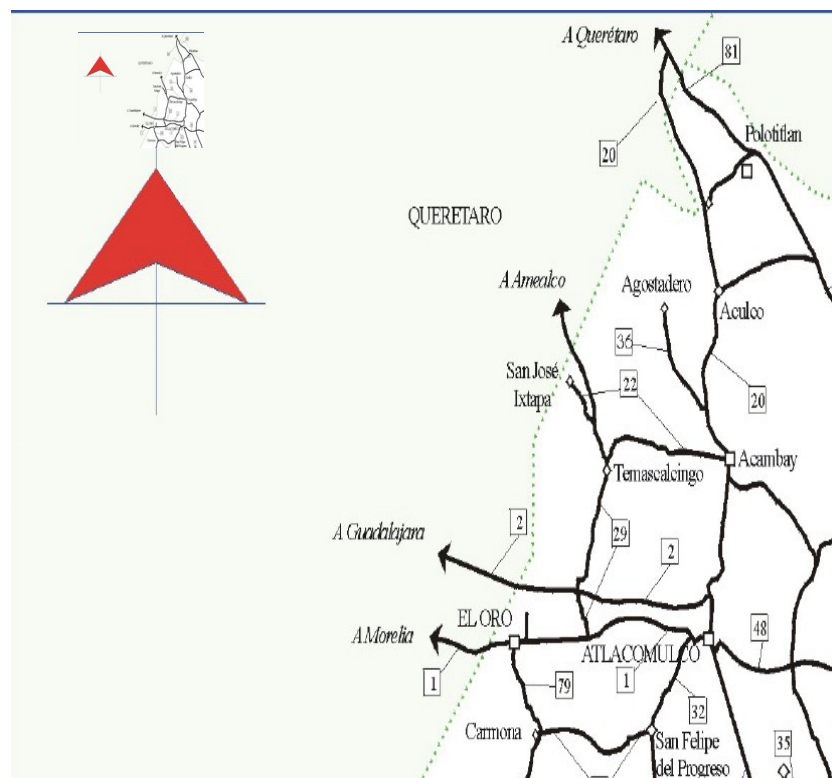 A Querétaro
81
20
Polotitlan
QUERETARO
A Amealco
Agostadero
Aculco
36
San José
Ixtapa
22
20
Acambay
Temascalcingo
A Guadalajara
2
29
2
EL ORO
A Morelia
ATLACOMULCO
48
1
79
1
32
Carmona
San Felipe
del Progreso
35